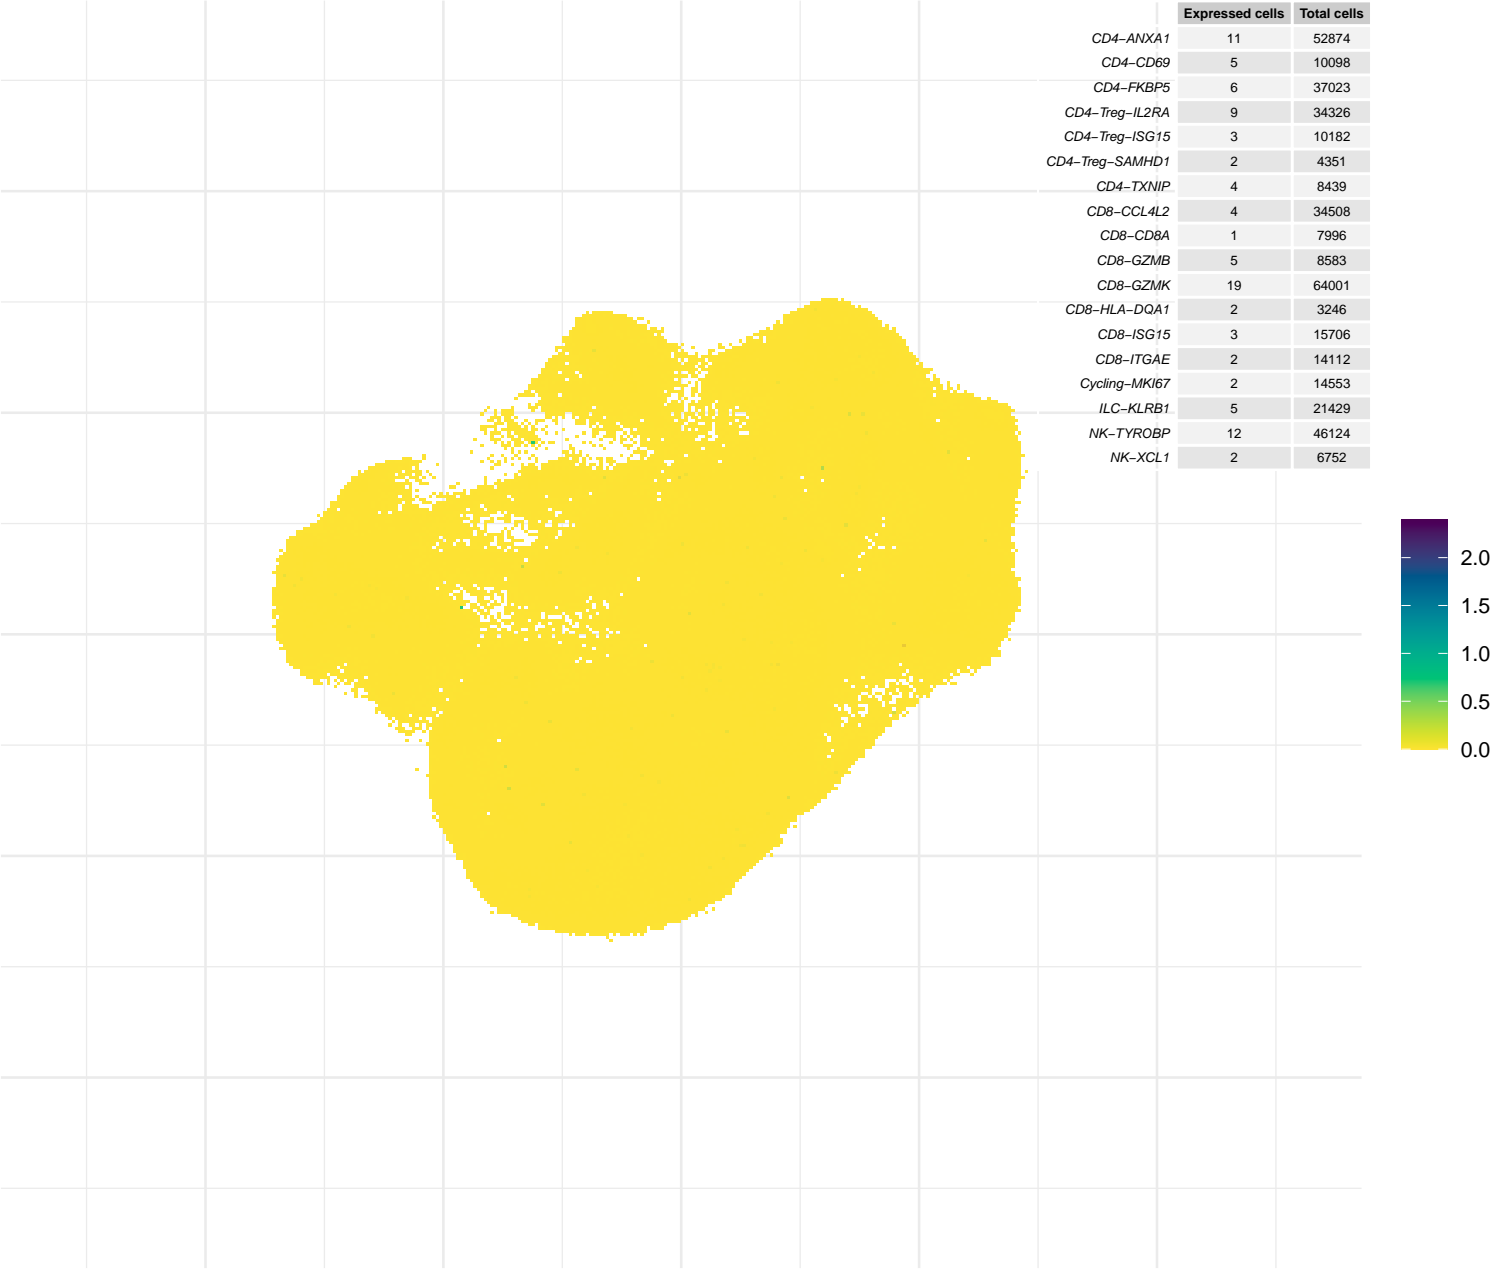 Expressed cells Total cells
CD4−ANXA1 11 52874
CD4−CD69 5 10098
CD4−FKBP5 6 37023
CD4−Treg−IL2RA 9 34326
CD4−Treg−ISG15 3 10182
CD4−Treg−SAMHD1 2 4351
CD4−TXNIP 4 8439
CD8−CCL4L2 4 34508
CD8−CD8A 1 7996
CD8−GZMB 5 8583
CD8−GZMK 19 64001
CD8−HLA−DQA1 2 3246
CD8−ISG15 3 15706
CD8−ITGAE 2 14112
Cycling−MKI67 2 14553
ILC−KLRB1 5 21429
NK−TYROBP 12 46124
NK−XCL1 2 6752
2.0
1.5
1.0
0.5
0.0